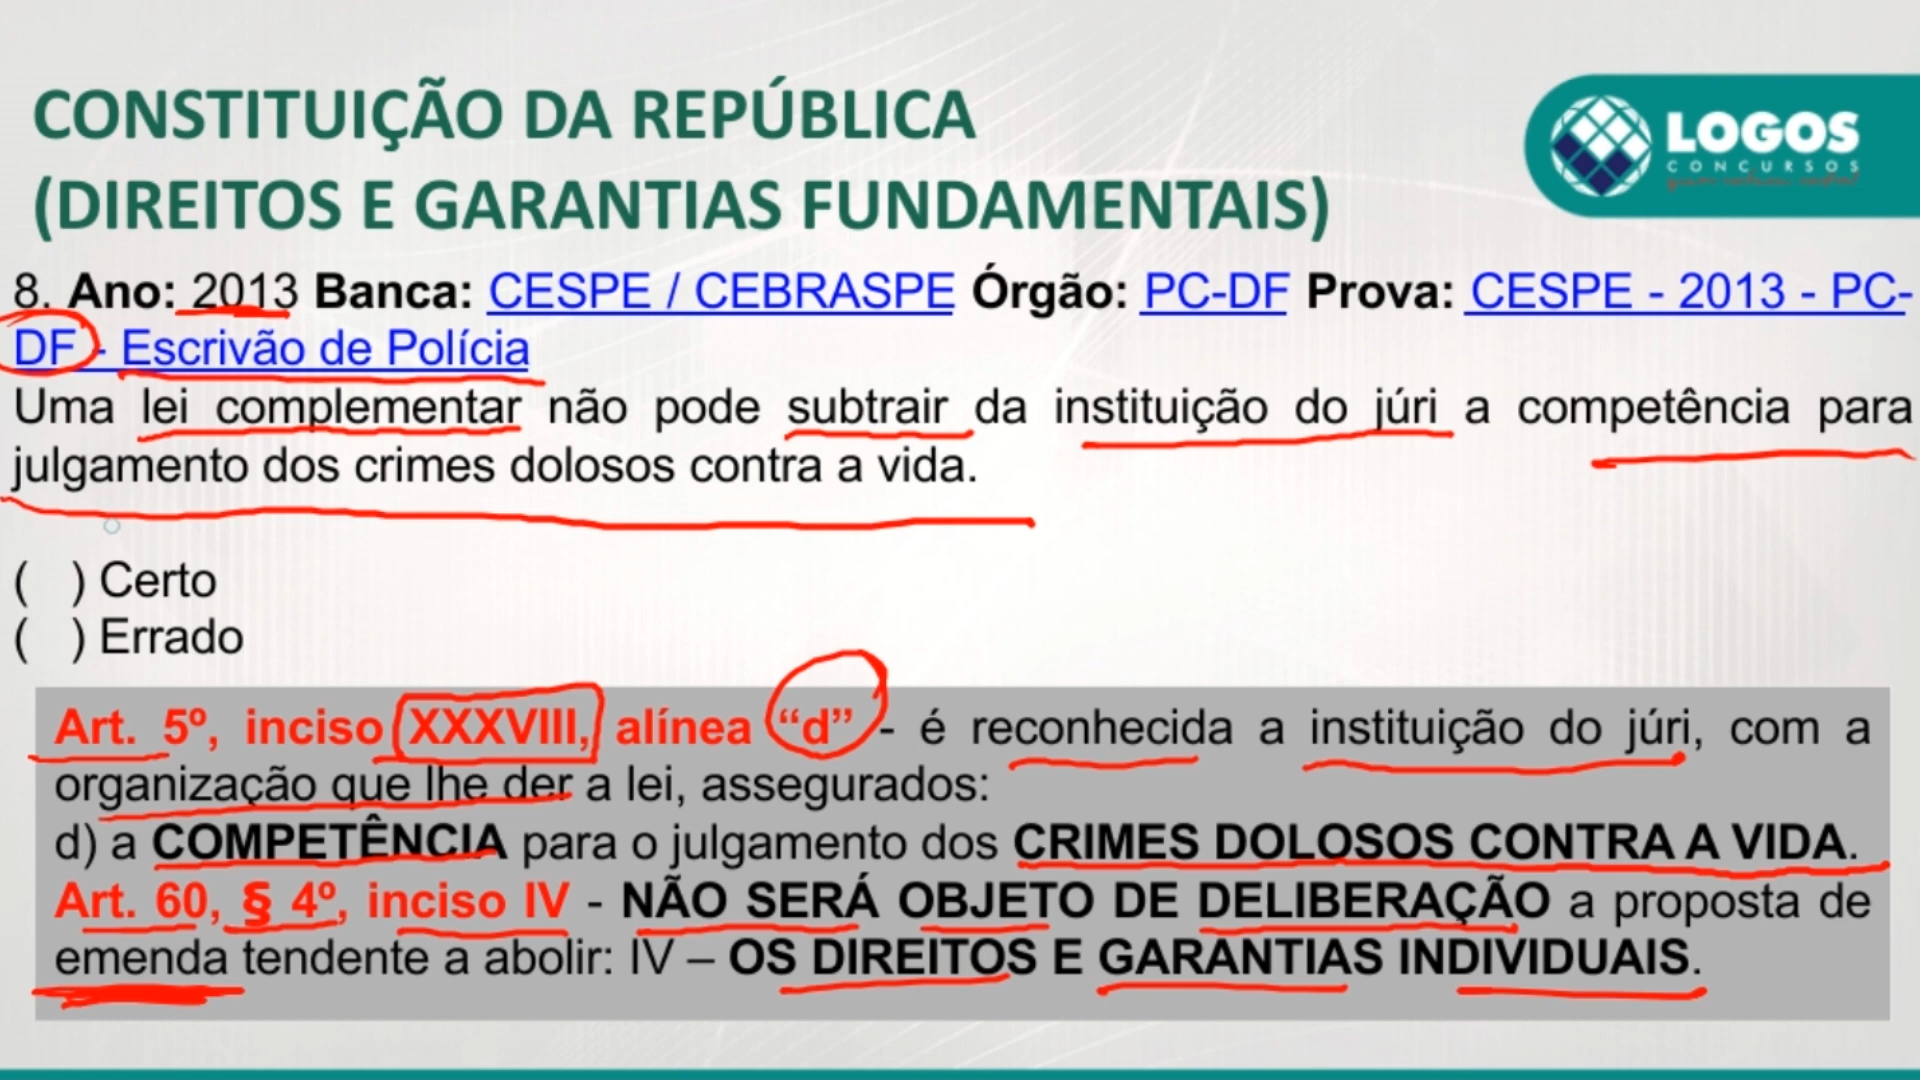 CONSTITUIÇÃO DA REPÚBLICA
(DIREITOS E GARANTIAS FUNDAMENTAIS)
LOGOS
CONCURSOS
8. Ano: 2013 Banca: CESPE / CEBRASPE Órgão: PC-DF Prova: CESPE - 2013 - PC-
DF - Escrivão de Polícia
Uma lei complementar não pode subtrair da instituição do júri a competência para
julgamento dos crimes dolosos contra a vida.
( ) Certo
( ) Errado
Art. 5º, inciso XXXVIII, alínea “d” - é reconhecida a instituição do júri, com a
organização que lhe der a lei, assegurados:
d) a COMPETÊNCIA para o julgamento dos CRIMES DOLOSOS CONTRA A VIDA.
Art. 60, § 4º, inciso IV - NÃO SERÁ OBJETO DE DELIBERAÇÃO a proposta de
emenda tendente a abolir: IV – OS DIREITOS E GARANTIAS INDIVIDUAIS.